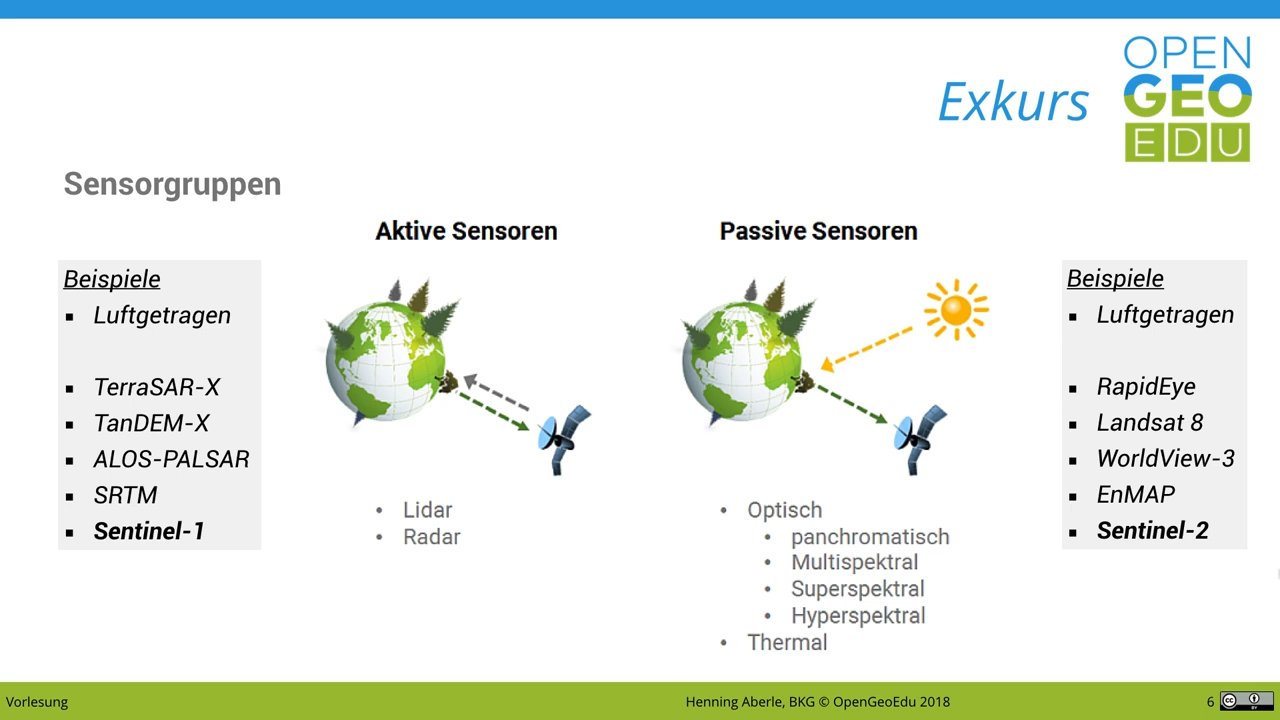 OPEN
GEO
EDU
Exkurs
Sensorgruppen
Aktive Sensoren
Passive Sensoren
Beispiele
▪ Luftgetragen
▪ TerraSAR-X
▪ TanDEM-X
▪ ALOS-PALSAR
▪ SRTM
▪ Sentinel-1
• Lidar
• Radar
• Optisch
• panchromatisch
• Multispektral
• Superspektral
• Hyperspektral
• Thermal
Beispiele
▪ Luftgetragen
▪ RapidEye
▪ Landsat 8
▪ WorldView-3
▪ EnMAP
▪ Sentinel-2
Vorlesung
Henning Aberle, BKG © OpenGeoEdu 2018
6
cc
BY